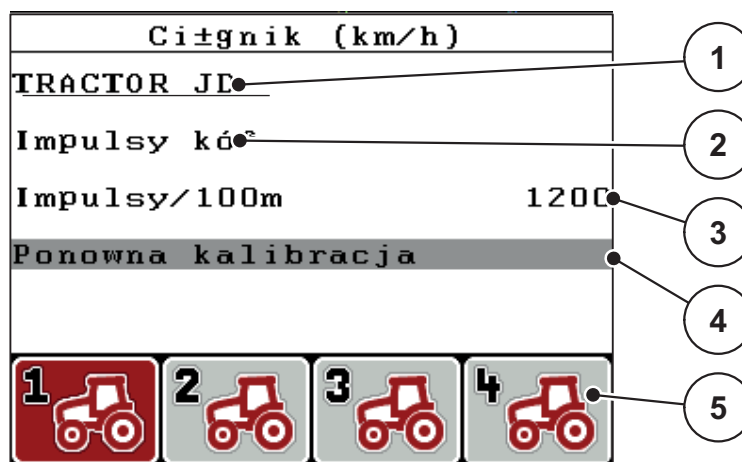 Ci±gnik (km/h)
1
TRACTOR JD
Impulsy kó
2
Impulsy/100m 1200
3
Ponowna kalibracja
4
1 2 3 4
5